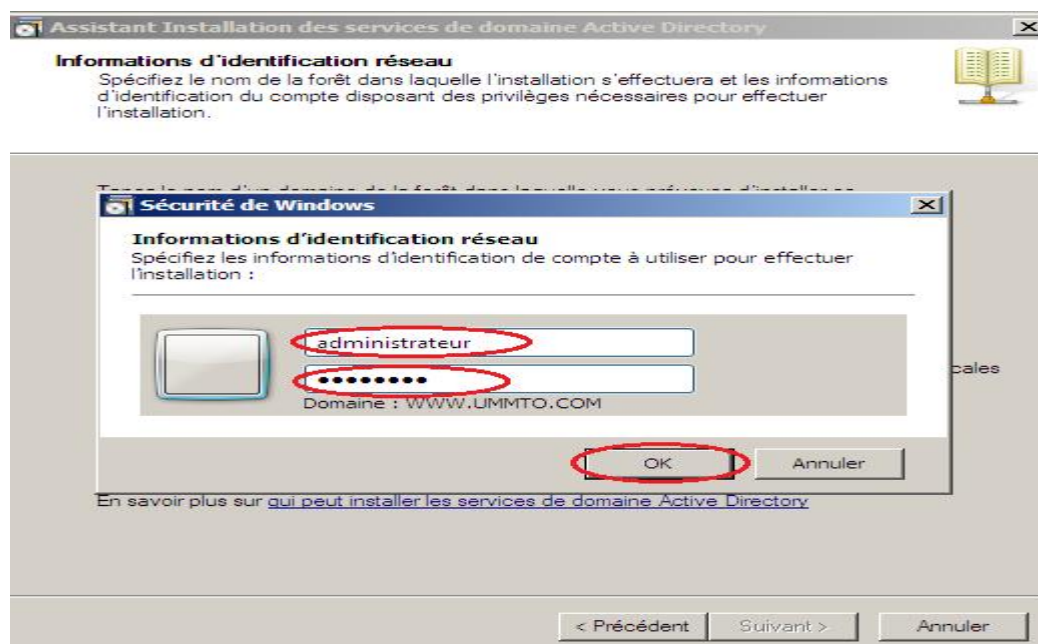 Assistant Installation des services de domaine Active Directory
Informations d'identification réseau
Spécifiez le nom de la forêt dans laquelle l'installation s'effectuera et les informations
d'identification du compte disposant des privilèges nécessaires pour effectuer
l'installation.
Sécurité de Windows
Informations d'identification réseau
Spécifiez les informations d'identification de compte à utiliser pour effectuer
l'installation :
administrateur
••••••••
Domaine : WWW.UMMTO.COM
OK
Annuler
En savoir plus sur qui peut installer les services de domaine Active Directory
< Précédent
Suivant >
Annuler